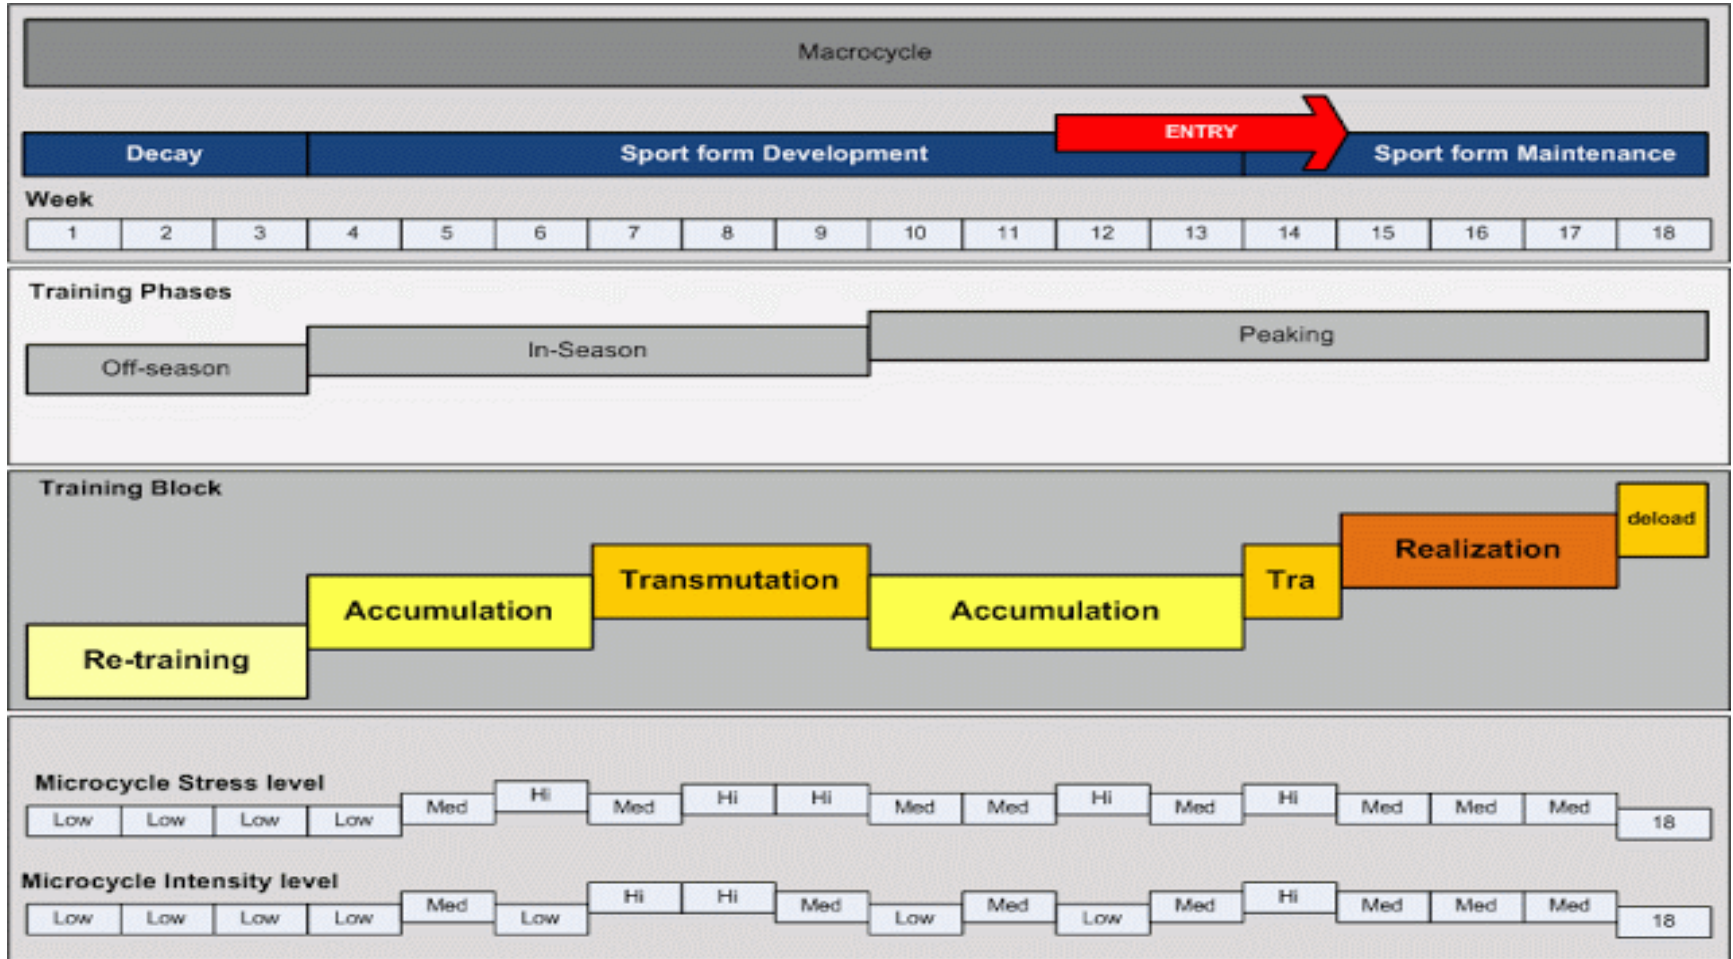 Macrocycle
ENTRY
Decay Sport form Development Sport form Maintenance
Week
1 2 3 4 5 6 7 8 9 10 11 12 13 14 15 16 17 18
Training Phases
Off-season In-Season Peaking
Training Block
Re-training Accumulation Transmutation Accumulation Tra Realization deload
Microcycle Stress level
Low Low Low Low Med Hi Med Hi Hi Med Med Hi Med Hi Med Med Med 18
Microcycle Intensity level
Low Low Low Low Med Low Hi Hi Med Low Med Low Med Hi Med Med Med 18